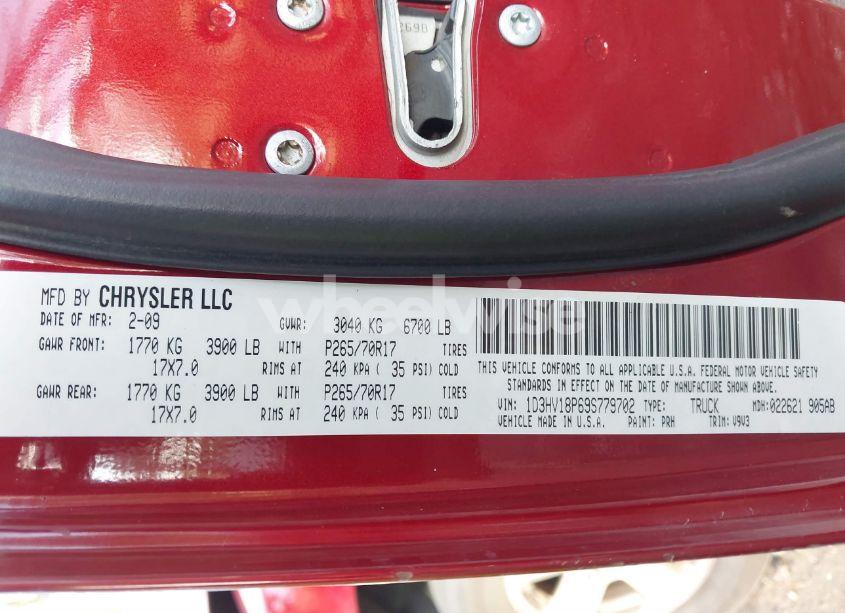 269B
MFD BY CHRYSLER LLC
DATE OF MFR: 2-09 GVWR: 3040 KG 6700 LB
GAWR FRONT: 1770 KG 3900 LB WITH P265/70R17 TIRES
17X7.0 RIMS AT 240 KPA ( 35 PSI) COLD
GAWR REAR: 1770 KG 3900 LB WITH P265/70R17 TIRES
17X7.0 RIMS AT 240 KPA ( 35 PSI) COLD
THIS VEHICLE CONFORMS TO ALL APPLICABLE U.S.A. FEDERAL MOTOR VEHICLE SAFETY
STANDARDS IN EFFECT ON THE DATE OF MANUFACTURE SHOWN ABOVE.
VIN: 1D3HV18P69S779702 TYPE: TRUCK MDH: 022621 905AB
VEHICLE MADE IN U.S.A. PAINT: PRH TRIM: V9V3
wheelwise